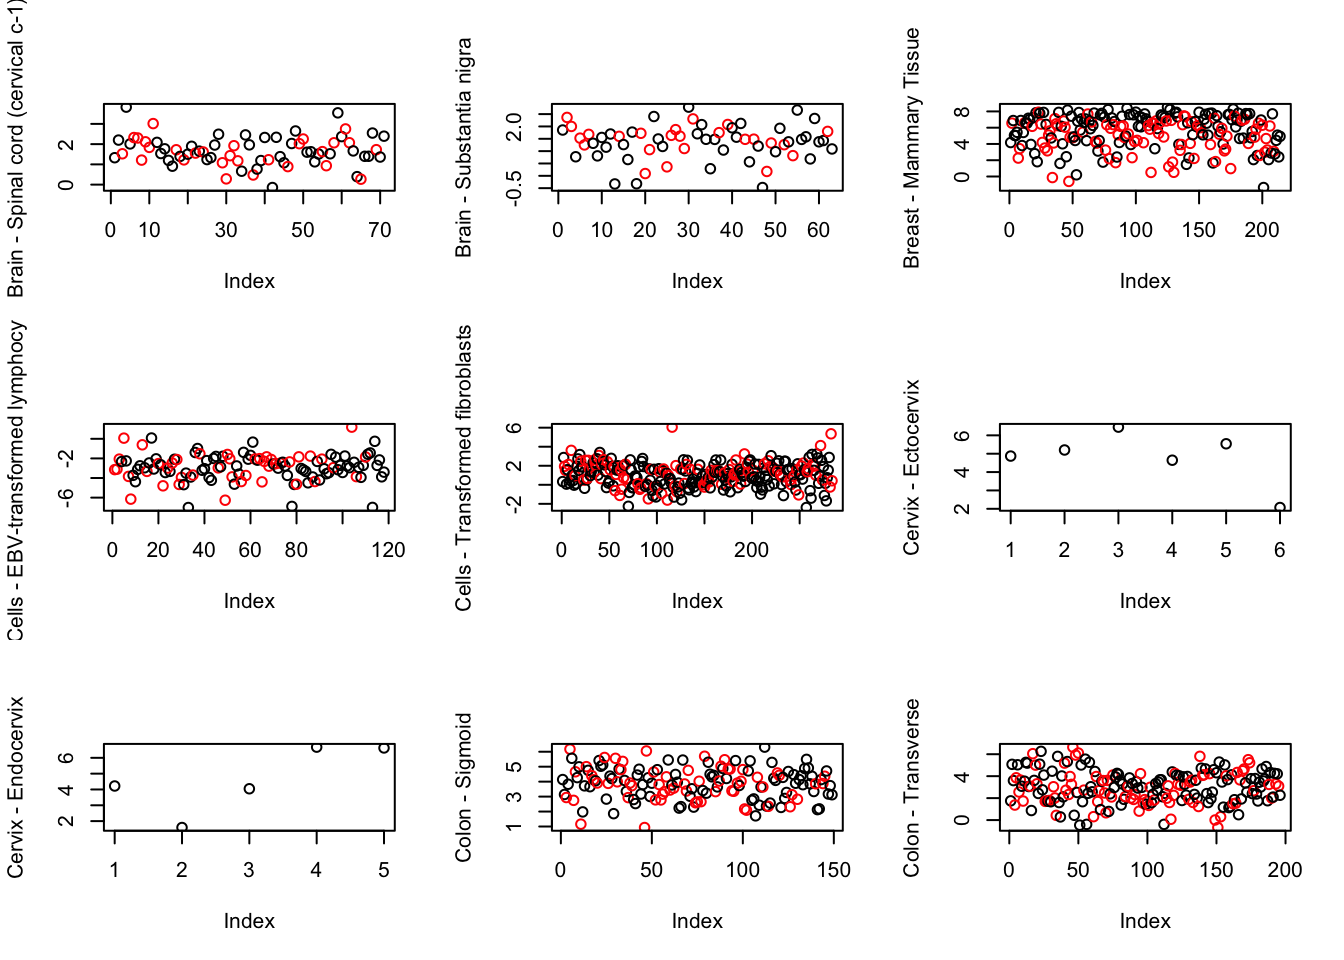 Brain - Spinal cord (cervical c-1)
0 2
0 10 30 50 70
Index
Brain - Substantia nigra
-0.5 2.0
0 10 20 30 40 50 60
Index
Breast - Mammary Tissue
0 4 8
0 50 100 150 200
Index
Cells - EBV-transformed lymphocy
-6 -2
0 20 40 60 80 120
Index
Cells - Transformed fibroblasts
-2 2 6
0 50 100 200
Index
Cervix - Ectocervix
2 4 6
1 2 3 4 5 6
Index
Cervix - Endocervix
2 4 6
1 2 3 4 5
Index
Colon - Sigmoid
1 3 5
0 50 100 150
Index
Colon - Transverse
0 4
0 50 100 150 200
Index